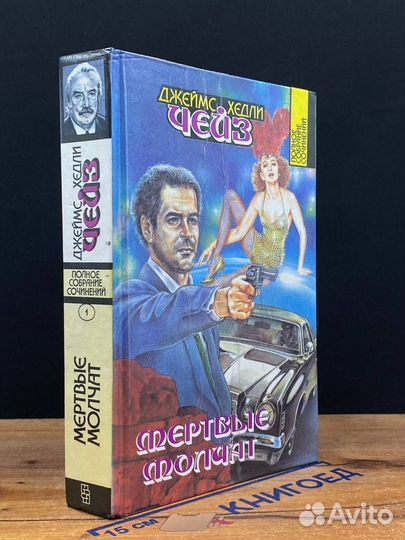 ДЖЕЙМС ХЕДЛИ
ЧЕЙЗ
ПОЛНОЕ
СОБРАНИЕ
СОЧИНЕНИЙ
1
МЕРТВЫЕ
МОЛЧАТ
ДЖЕЙМС ХЕДЛИ
ЧЕЙЗ
ПОЛНОЕ
СОБРАНИЕ
СОЧИНЕНИЙ
МЕРТВЫЕ
МОЛЧАТ
15 см
КНИГОЕД
Avito